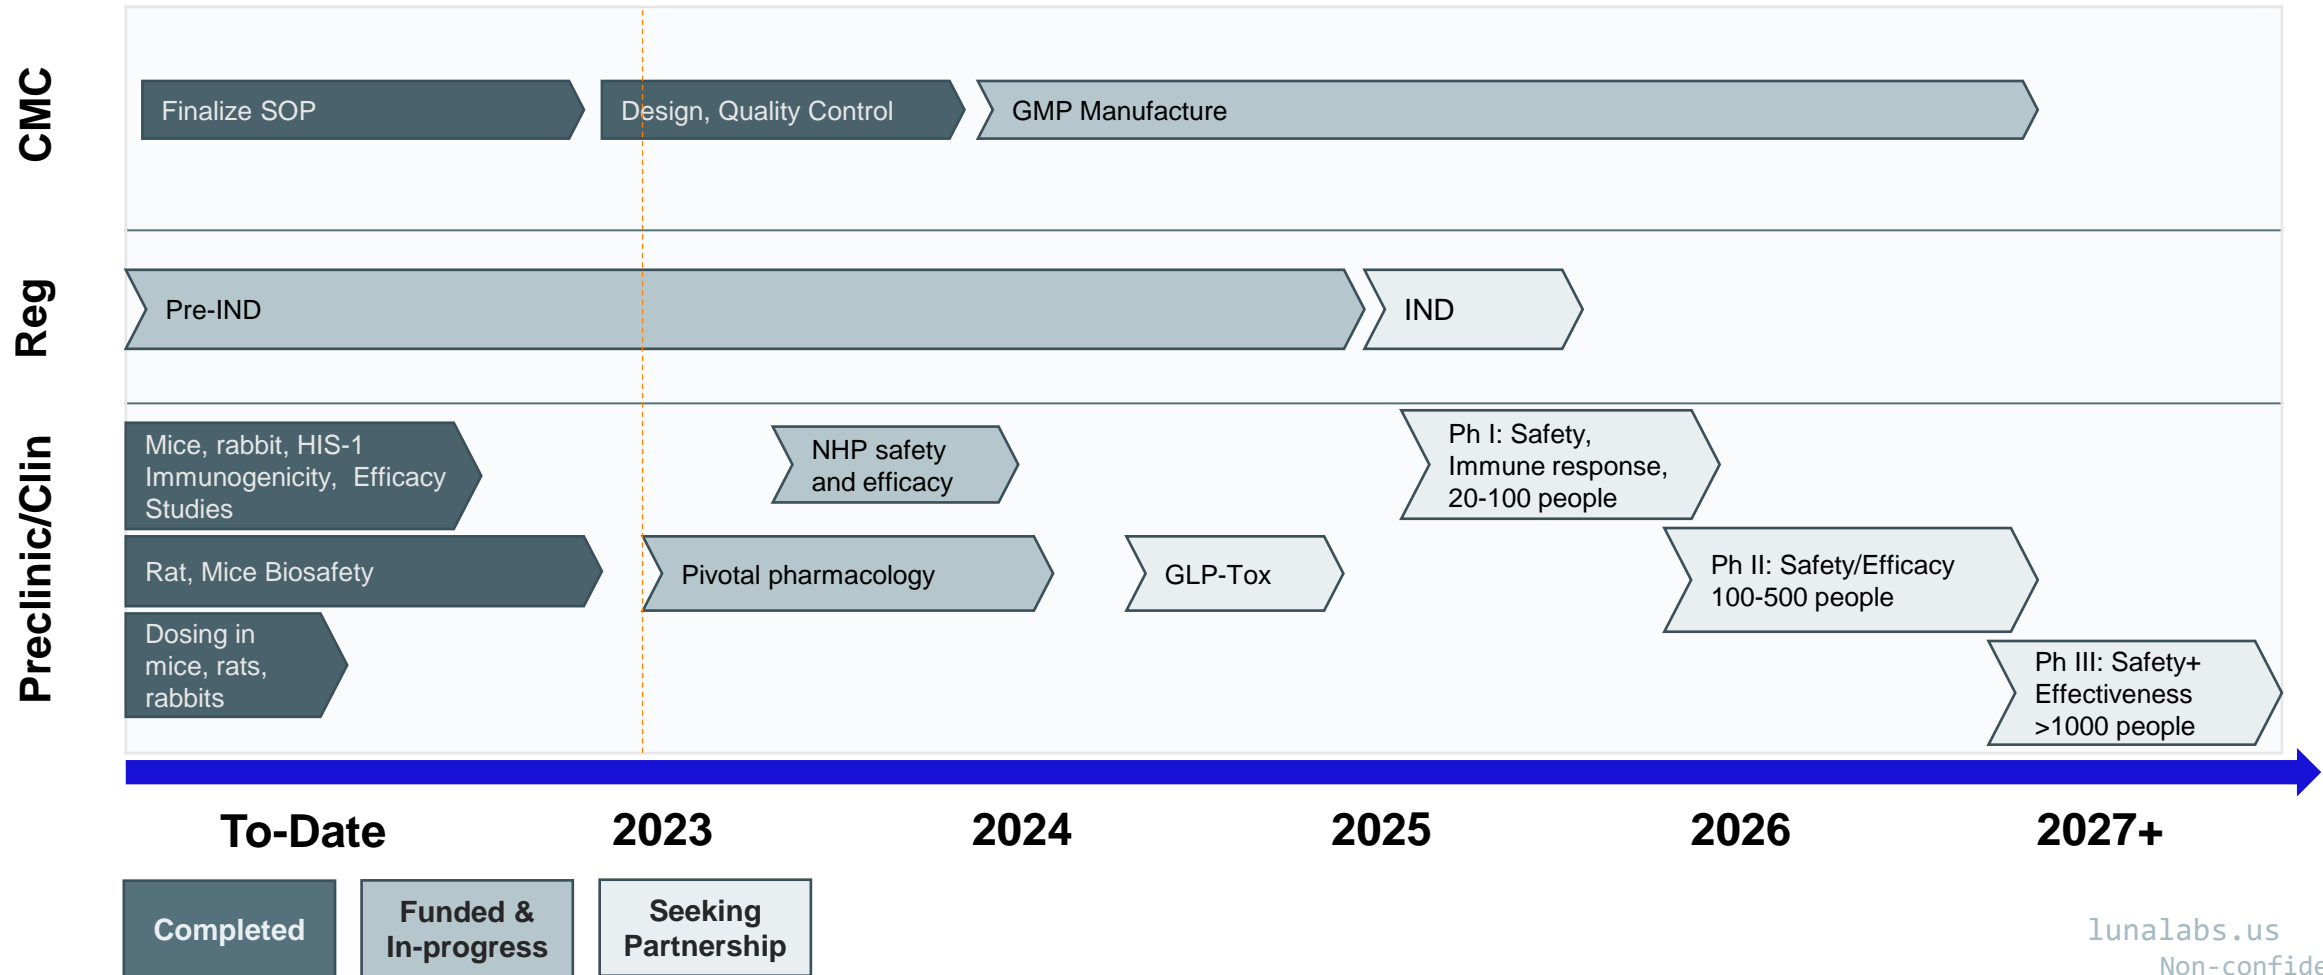 CMC
Finalize SOP
Design, Quality Control
GMP Manufacture
Reg
Pre-IND
IND
Preclinic/Clin
Mice, rabbit, HIS-1
Immunogenicity, Efficacy
Studies
NHP safety
and efficacy
Ph I: Safety,
Immune response,
20-100 people
Rat, Mice Biosafety
Pivotal pharmacology
GLP-Tox
Ph II: Safety/Efficacy
100-500 people
Dosing in
mice, rats,
rabbits
Ph III: Safety+
Effectiveness
>1000 people
To-Date
2023
2024
2025
2026
2027+
Completed
Funded &
In-progress
Seeking
Partnership
lunalabs.us